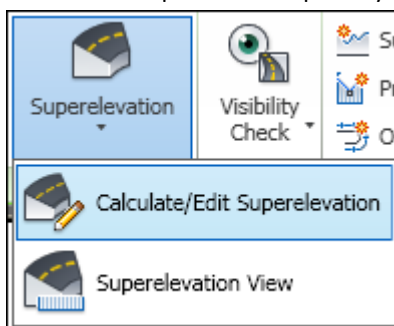 Superelevation
Visibility
Check
Calculate/Edit Superelevation
Superelevation View